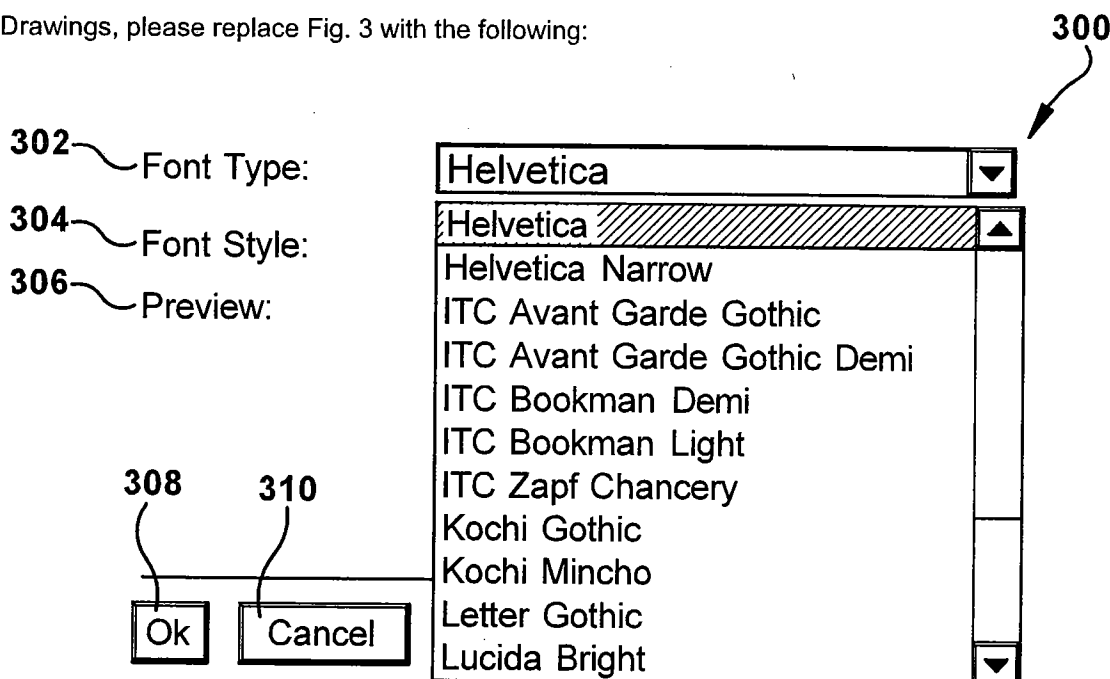 Drawings, please replace Fig. 3 with the following:
300
302
Font Type:
Helvetica
304
Font Style:
306
Preview:
Helvetica
Helvetica Narrow
ITC Avant Garde Gothic
ITC Avant Garde Gothic Demi
ITC Bookman Demi
ITC Bookman Light
ITC Zapf Chancery
Kochi Gothic
Kochi Mincho
Letter Gothic
Lucida Bright
308
310
Ok
Cancel